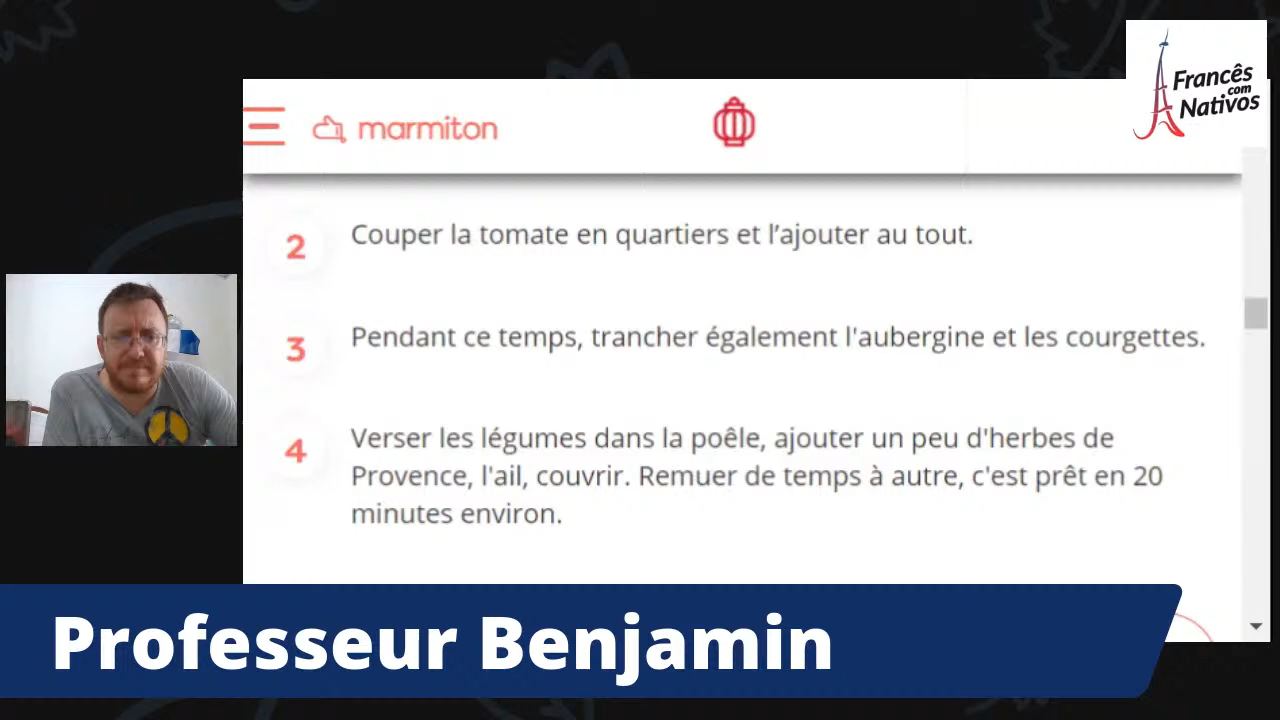 Francês
com
Nativos
marmiton
2
Couper la tomate en quartiers et l’ajouter au tout.
3
Pendant ce temps, trancher également l'aubergine et les courgettes.
4
Verser les légumes dans la poêle, ajouter un peu d'herbes de
Provence, l'ail, couvrir. Remuer de temps à autre, c'est prêt en 20
minutes environ.
Professeur Benjamin